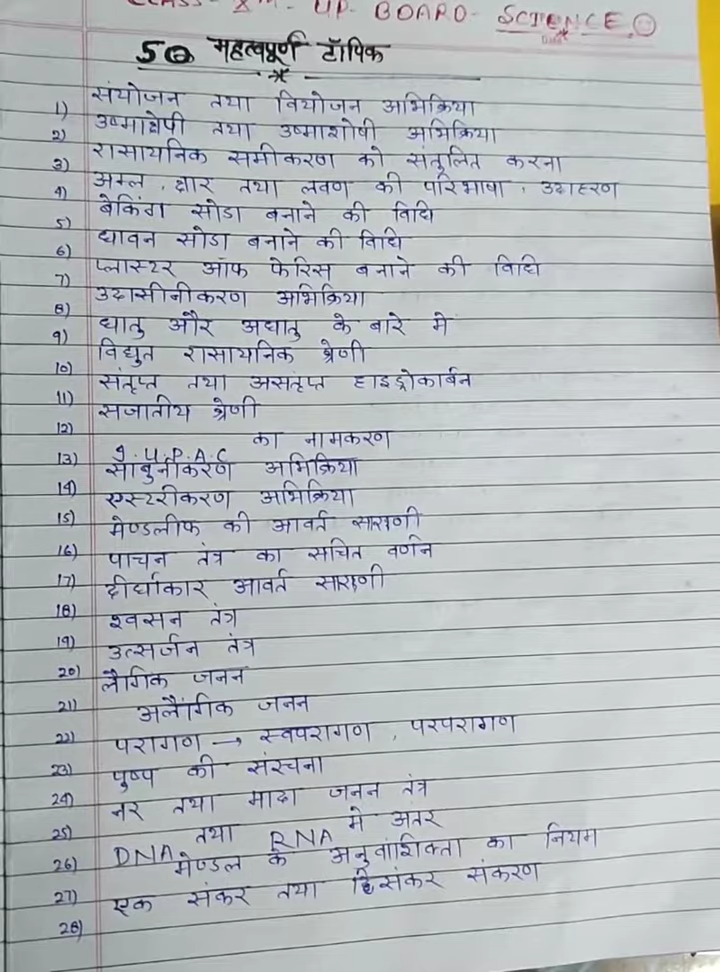 CLASS - Xth - UP - BOARD - SCIENCE
50 महत्वपूर्ण टॉपिक
1) संयोजन तथा वियोजन अभिक्रिया
2) उष्माक्षेपी तथा उष्माशोषी अभिक्रिया
3) रासायनिक समीकरण को संतुलित करना
4) अम्ल, क्षार तथा लवण की परिभाषा, उदाहरण
5) बेकिंग सोडा बनाने की विधि
6) धावन सोडा बनाने की विधि
7) प्लास्टर ऑफ पेरिस बनाने की विधि
8) उदासीनीकरण अभिक्रिया
9) धातु और अधातु के बारे मे
10) विद्युत रासायनिक श्रेणी
11) संतृप्त तथा असतृप्त हाइड्रोकार्बन
12) सजातीय श्रेणी
13) I.U.P.A.C का नामकरण
14) साबुनीकरण अभिक्रिया
15) एस्टरीकरण अभिक्रिया
16) मेण्डलीफ की आवर्त सारणी
17) पाचन तंत्र का सचित वर्णन
18) दीर्घाकार आवर्त सारणी
19) श्वसन तंत्र
20) उत्सर्जन तंत्र
21) लैंगिक जनन
22) अलैंगिक जनन
23) परागण → स्वपरागण, परपरागण
24) पुष्प की संरचना
25) नर तथा मादा जनन तंत्र
26) DNA तथा RNA मे अंतर
27) मेण्डल के अनुवांशिकता का नियम
28) एक संकर तथा द्विसंकर संकरण